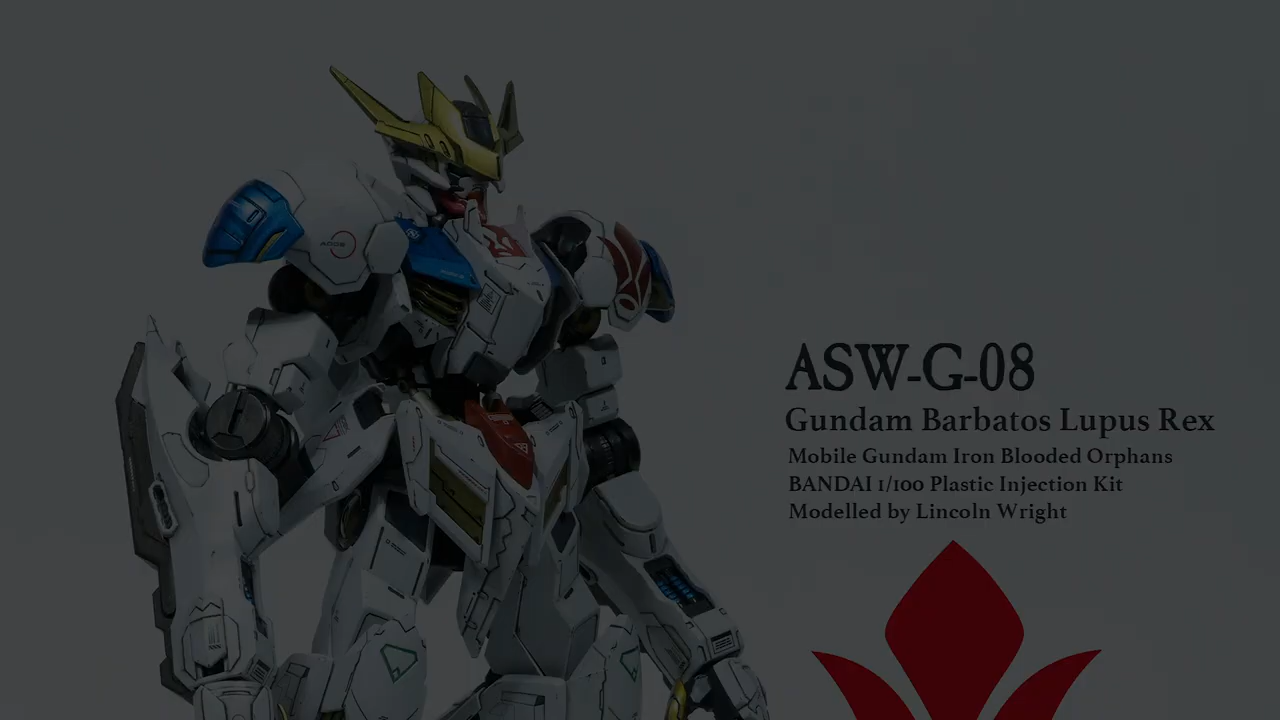 ASW-G-08
Gundam Barbatos Lupus Rex
Mobile Gundam Iron Blooded Orphans
BANDAI 1/100 Plastic Injection Kit
Modelled by Lincoln Wright